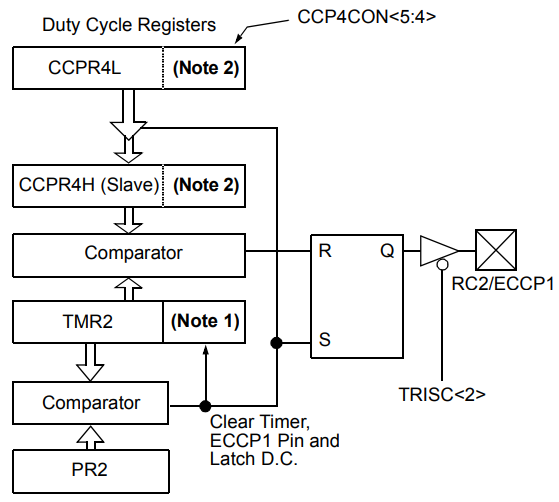 Duty Cycle Registers
CCP4CON<5:4>
CCPR4L
(Note 2)
CCPR4H (Slave)
(Note 2)
Comparator
R
Q
RC2/ECCP1
TMR2
(Note 1)
S
TRISC<2>
Comparator
Clear Timer,
ECCP1 Pin and
Latch D.C.
PR2